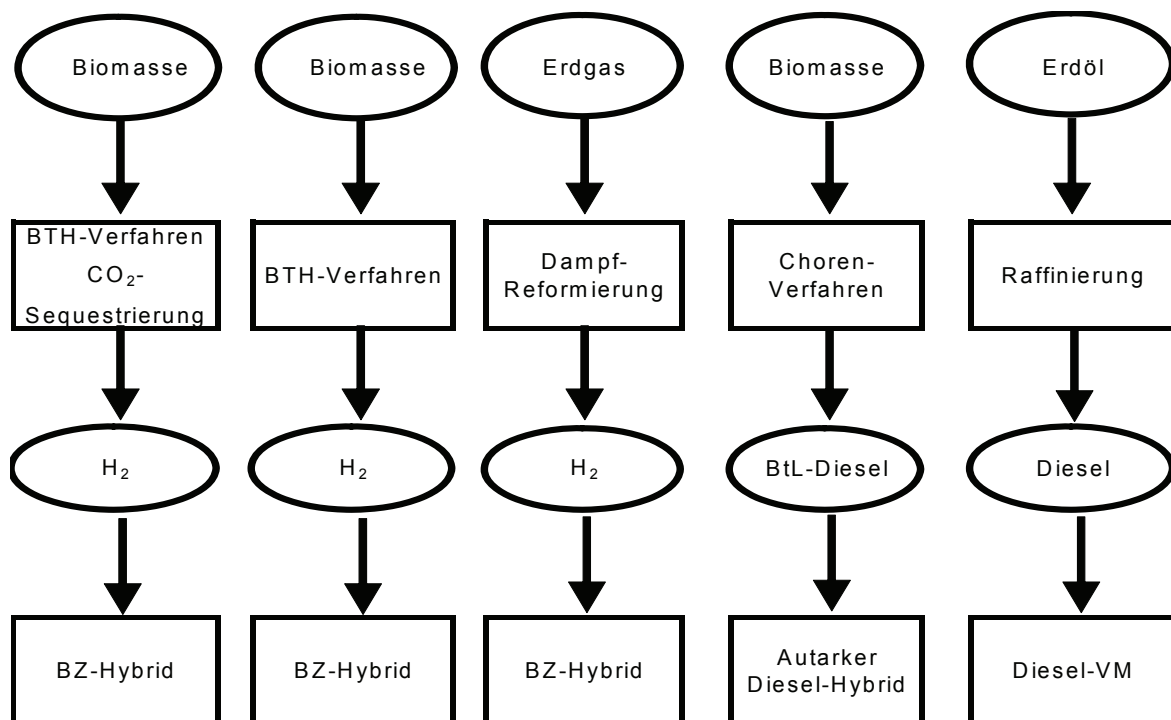 Biomasse
Biomasse
Erdgas
Biomasse
Erdöl
BTH-Verfahren
CO₂-
Sequestrierung
BTH-Verfahren
Dampf-
Reformierung
Choren-
Verfahren
Raffinierung
H₂
H₂
H₂
BtL-Diesel
Diesel
BZ-Hybrid
BZ-Hybrid
BZ-Hybrid
Autarker
Diesel-Hybrid
Diesel-VM